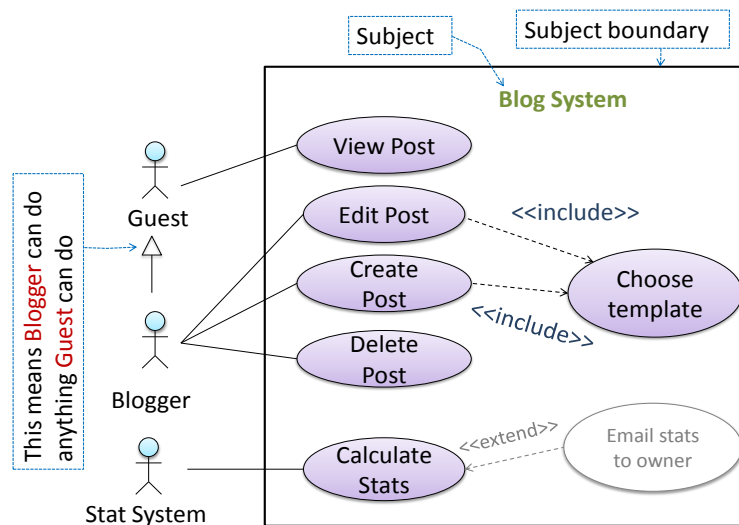 Subject
Subject boundary
Blog System
View Post
Guest
Edit Post
<<include>>
This means Blogger can do
anything Guest can do
Create
Post
Choose
template
<<include>>
Delete
Post
Blogger
Calculate
Stats
<<extend>>
Email stats
to owner
Stat System